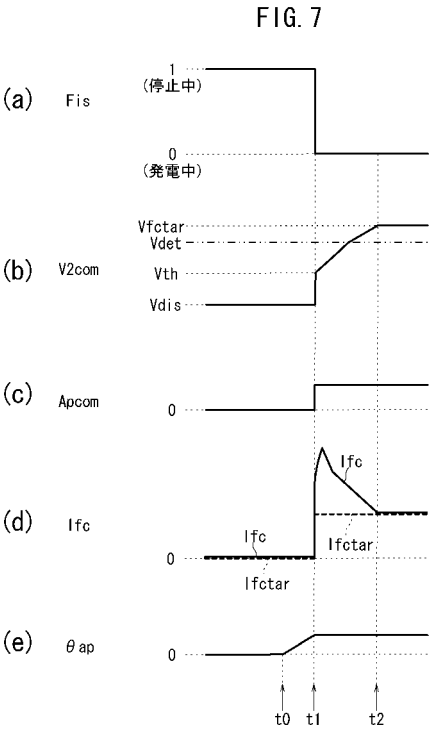 FIG. 7
(a) Fis
1
(停止中)
0
(発電中)
(b) V2com
Vfctar
Vdet
Vth
Vdis
(c) Apcom
0
(d) Ifc
Ifc
Ifctar
Ifc
Ifctar
0
(e) θap
0
t0 t1 t2